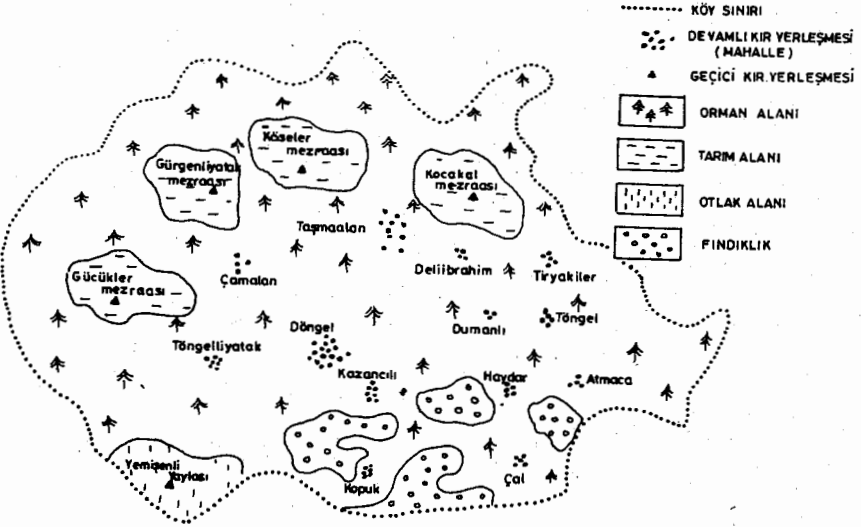 KÖY SINIRI
DEVAMLI KIR YERLEŞMESİ
(MAHALLE)
GEÇİCİ KIR.YERLEŞMESİ
ORMAN ALANI
TARIM ALANI
OTLAK ALANI
FINDIKLIK
Köseler
mezraası
Gürgenliyatak
mezraası
Kocakal
mezraası
Taşmaalan
Deliibrahim
Tiryakiler
Çamalan
Gücükler
mezraası
Töngelliyatak
Döngel
Dumanlı
Töngel
Kazancılı
Haydar
Atmaca
Yemişenli
Yaylası
Kopuk
Çal